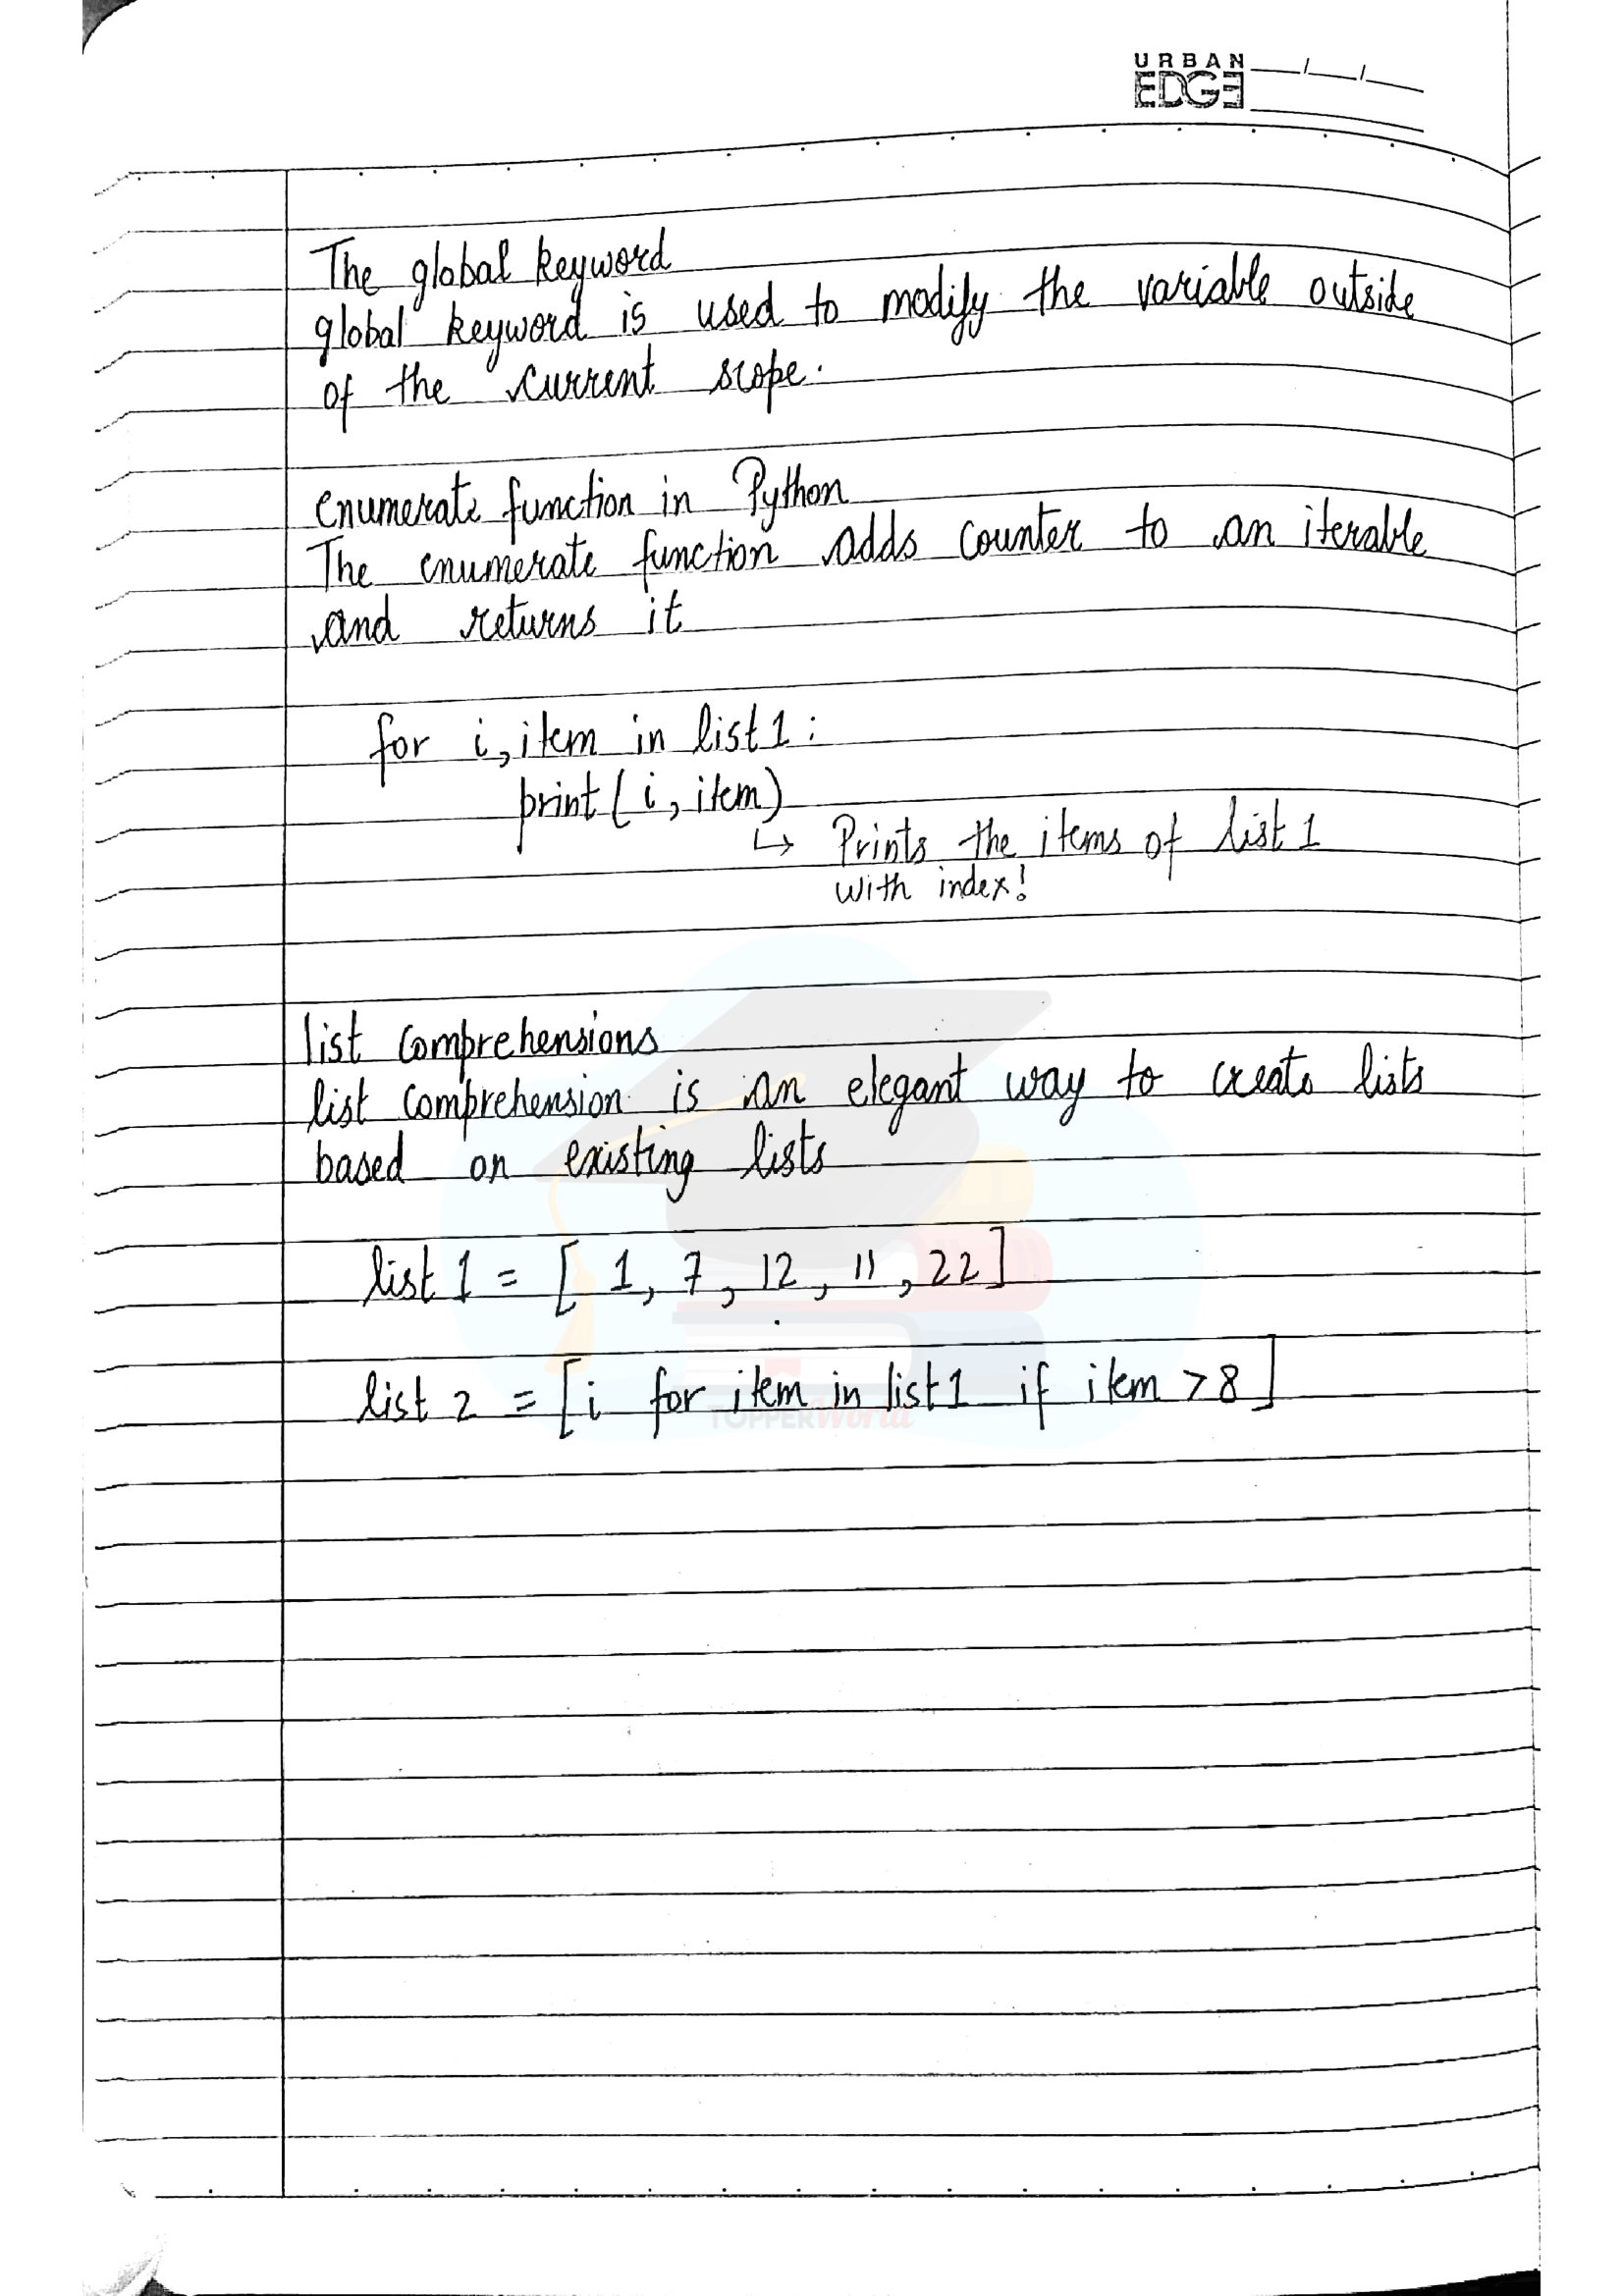 URBAN
EDGE
The global keyword
global keyword is used to modify the variable outside
of the current scope.
enumerate function in Python
The enumerate function adds counter to an iterable
and returns it
for i, item in list1 :
print ( i, item )
↳ Prints the items of list 1
with index!
list comprehensions
list comprehension is an elegant way to create lists
based on existing lists
list 1 = [ 1, 7, 12, 11, 22 ]
list 2 = [ i for item in list1 if item > 8 ]
TOPPERWorld